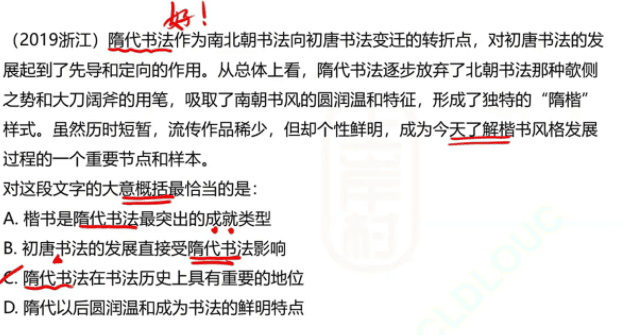 好！
（2019浙江）隋代书法作为南北朝书法向初唐书法变迁的转折点，对初唐书法的发
展起到了先导和定向的作用。从总体上看，隋代书法逐步放弃了北朝书法那种欹侧
之势和大刀阔斧的用笔，吸取了南朝书风的圆润温和特征，形成了独特的“隋楷”
样式。虽然历时短暂，流传作品稀少，但却个性鲜明，成为今天了解楷书风格发展
过程的一个重要节点和样本。
对这段文字的大意概括最恰当的是：
A. 楷书是隋代书法最突出的成就类型
B. 初唐书法的发展直接受隋代书法影响
C. 隋代书法在书法历史上具有重要的地位
D. 隋代以后圆润温和成为书法的鲜明特点
上岸村
CLDLOUC